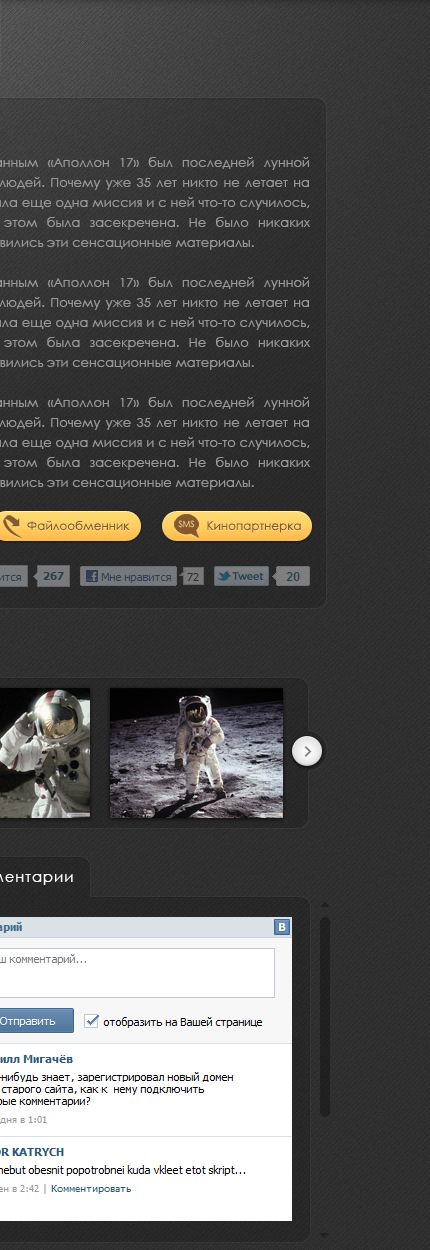 анным «Аполлон 17» был последней лунной
людей. Почему уже 35 лет никто не летает на
ла еще одна миссия и с ней что-то случилось,
этом была засекречена. Не было никаких
вились эти сенсационные материалы.
анным «Аполлон 17» был последней лунной
людей. Почему уже 35 лет никто не летает на
ла еще одна миссия и с ней что-то случилось,
этом была засекречена. Не было никаких
вились эти сенсационные материалы.
анным «Аполлон 17» был последней лунной
людей. Почему уже 35 лет никто не летает на
ла еще одна миссия и с ней что-то случилось,
этом была засекречена. Не было никаких
вились эти сенсационные материалы.
Файлообменник SMS Кинопартнерка
ится 267 f Мне нравится 72 Tweet 20
ментарии
арий B
ш комментарий...
Отправить отобразить на Вашей странице
илл Мигачёв
-нибудь знает, зарегистрировал новый домен
старого сайта, как к нему подключить
рые комментарии?
дня в 1:01
OR KATRYCH
nebut obesnit popotrobnei kuda vkleet etot skript...
ен в 2:42 | Комментировать